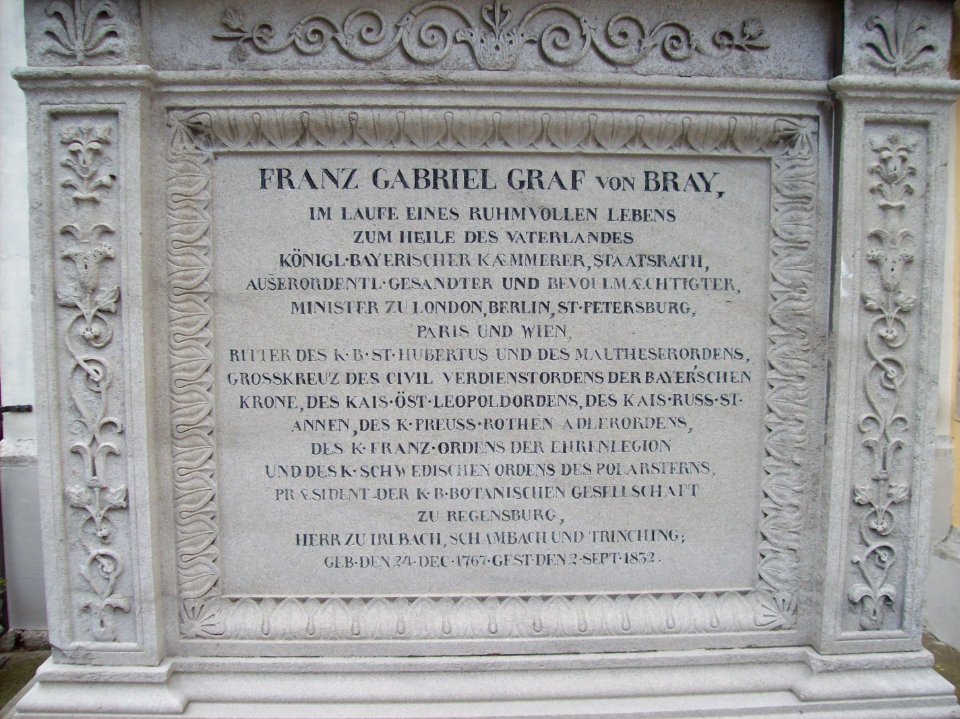 FRANZ GABRIEL GRAF VON BRAY,
IM LAUFE EINES RUHMVOLLEN LEBENS
ZUM HEILE DES VATERLANDES
KÖNIGL·BAYERISCHER KÆMMERER, STAATSRATH,
AUSERORDENTL·GESANDTER UND BEVOLLMÆCHTIGTER,
MINISTER ZU LONDON, BERLIN, ST·PETERSBURG,
PARIS UND WIEN,
RITTER DES K·B·ST·HUBERTUS UND DES MALTHESERORDENS,
GROSSKREUZ DES CIVIL VERDIENSTORDENS DER BAYER'SCHEN
KRONE, DES KAIS·ÖST·LEOPOLDORDENS, DES KAIS·RUSS·ST·
ANNEN, DES K·PREUSS·ROTHEN ADLERORDENS,
DES K·FRANZ·ORDENS DER EHRENLEGION
UND DES K·SCHWEDISCHEN ORDENS DES POLARSTERNS,
PRÆSIDENT DER K·B·BOTANISCHEN GESELLSCHAFT
ZU REGENSBURG,
HERR ZU IRLBACH, SCHAMBACH UND TRINCHING;
GEB·DEN 24·DEC·1767·GEST·DEN 2·SEPT·1832·